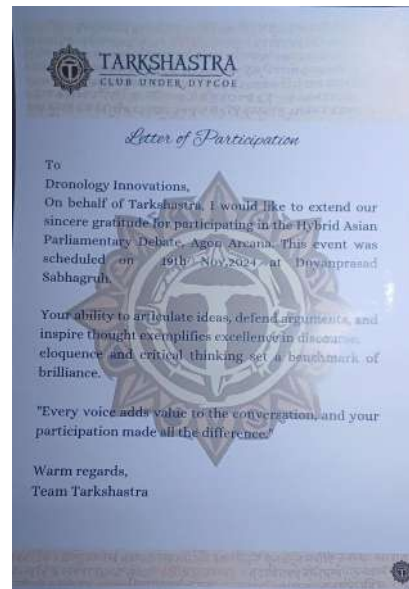 TARKSHASTRA
CLUB UNDER DYPCOE
Letter of Participation
To
Dronology Innovations,
On behalf of Tarkshastra, I would like to extend our
sincere gratitude for participating in the Hybrid Asian
Parliamentary Debate, Agon Arcana. This event was
scheduled on 19th Nov,2024 at Dnyanprasad
Sabhagruh.
Your ability to articulate ideas, defend arguments, and
inspire thought exemplifies excellence in discourse,
eloquence and critical thinking set a benchmark of
brilliance.
"Every voice adds value to the conversation, and your
participation made all the difference."
Warm regards,
Team Tarkshastra